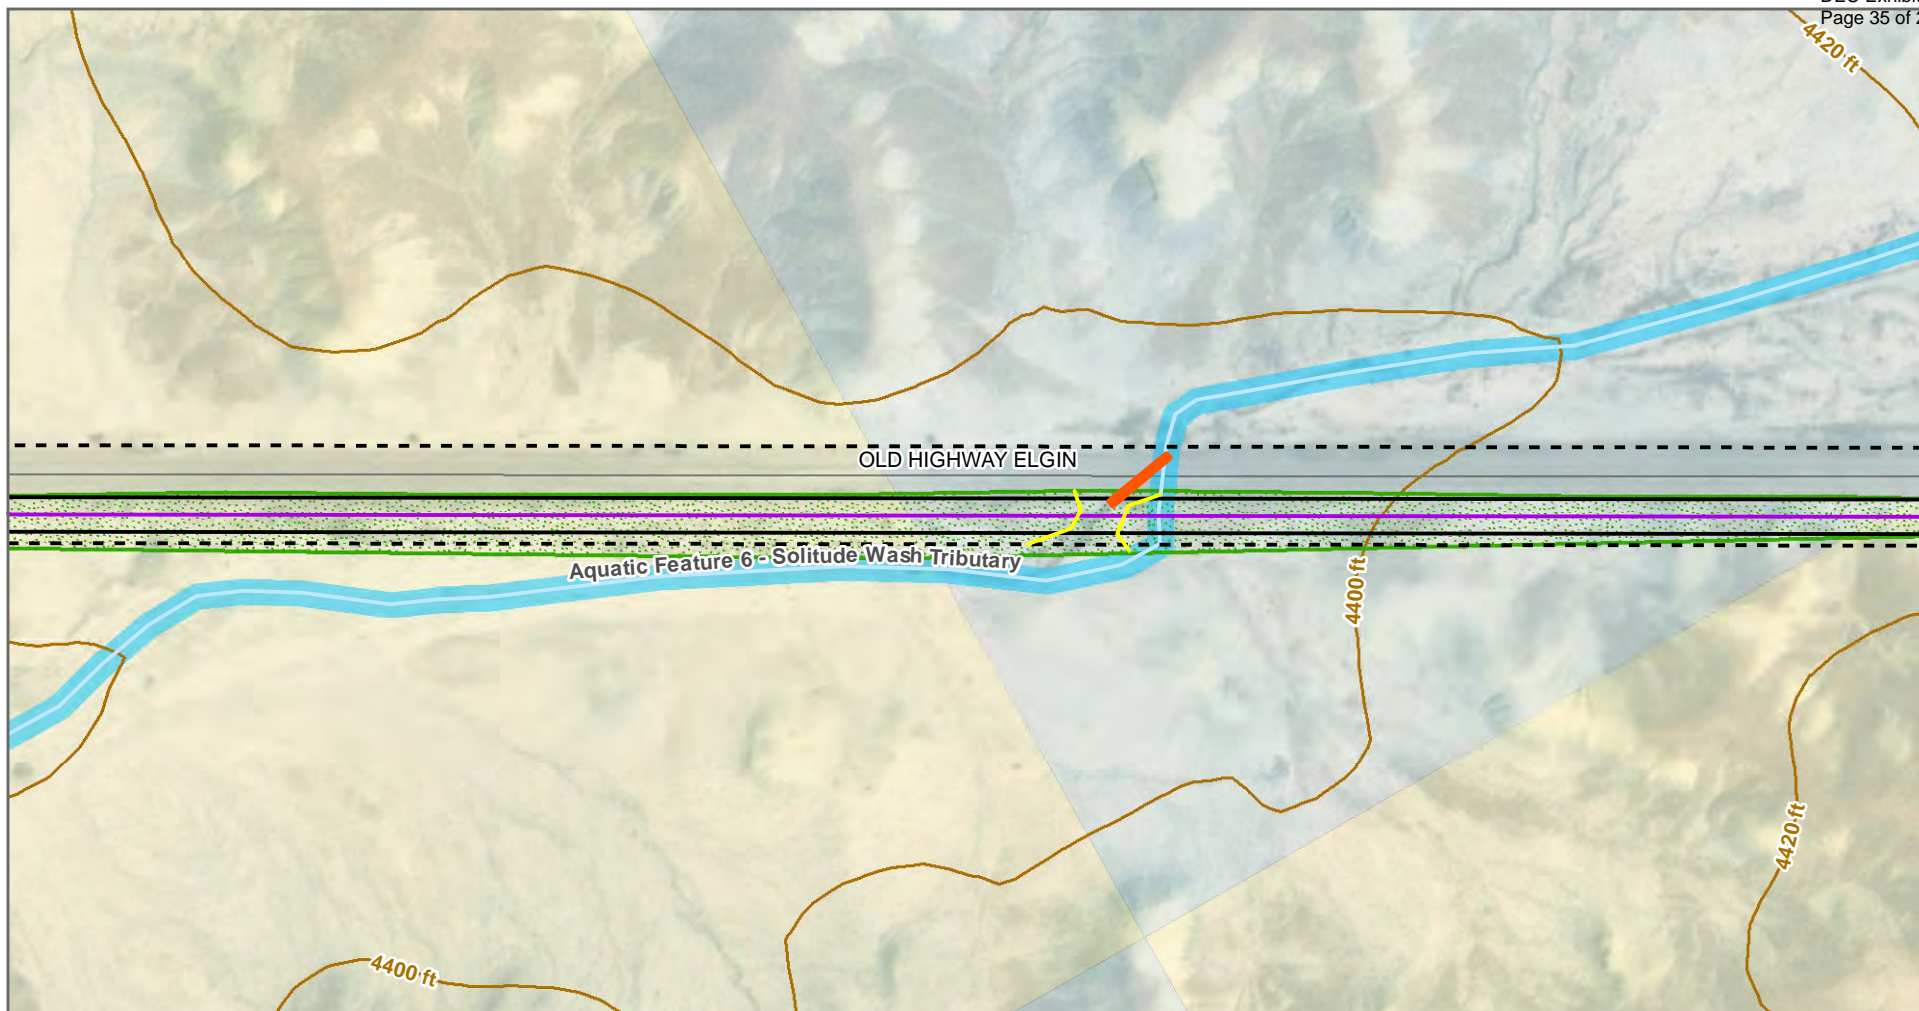 Page 35 of 2
4420 ft
OLD HIGHWAY ELGIN
Aquatic Feature 6 - Solitude Wash Tributary
4400 ft
4420 ft
4400 ft